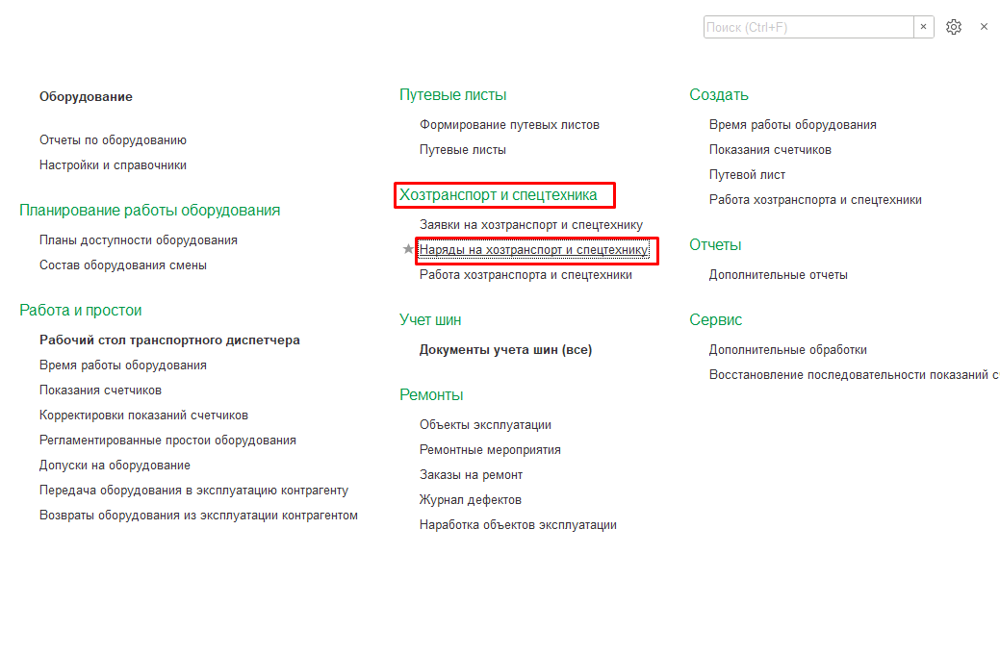 Поиск (Ctrl+F)
Оборудование
Отчеты по оборудованию
Настройки и справочники
Планирование работы оборудования
Планы доступности оборудования
Состав оборудования смены
Работа и простои
Рабочий стол транспортного диспетчера
Время работы оборудования
Показания счетчиков
Корректировки показаний счетчиков
Регламентированные простои оборудования
Допуски на оборудование
Передача оборудования в эксплуатацию контрагенту
Возвраты оборудования из эксплуатации контрагентом
Путевые листы
Формирование путевых листов
Путевые листы
Хозтранспорт и спецтехника
Заявки на хозтранспорт и спецтехнику
Наряды на хозтранспорт и спецтехнику
Работа хозтранспорта и спецтехники
Учет шин
Документы учета шин (все)
Ремонты
Объекты эксплуатации
Ремонтные мероприятия
Заказы на ремонт
Журнал дефектов
Наработка объектов эксплуатации
Создать
Время работы оборудования
Показания счетчиков
Путевой лист
Работа хозтранспорта и спецтехники
Отчеты
Дополнительные отчеты
Сервис
Дополнительные обработки
Восстановление последовательности показаний